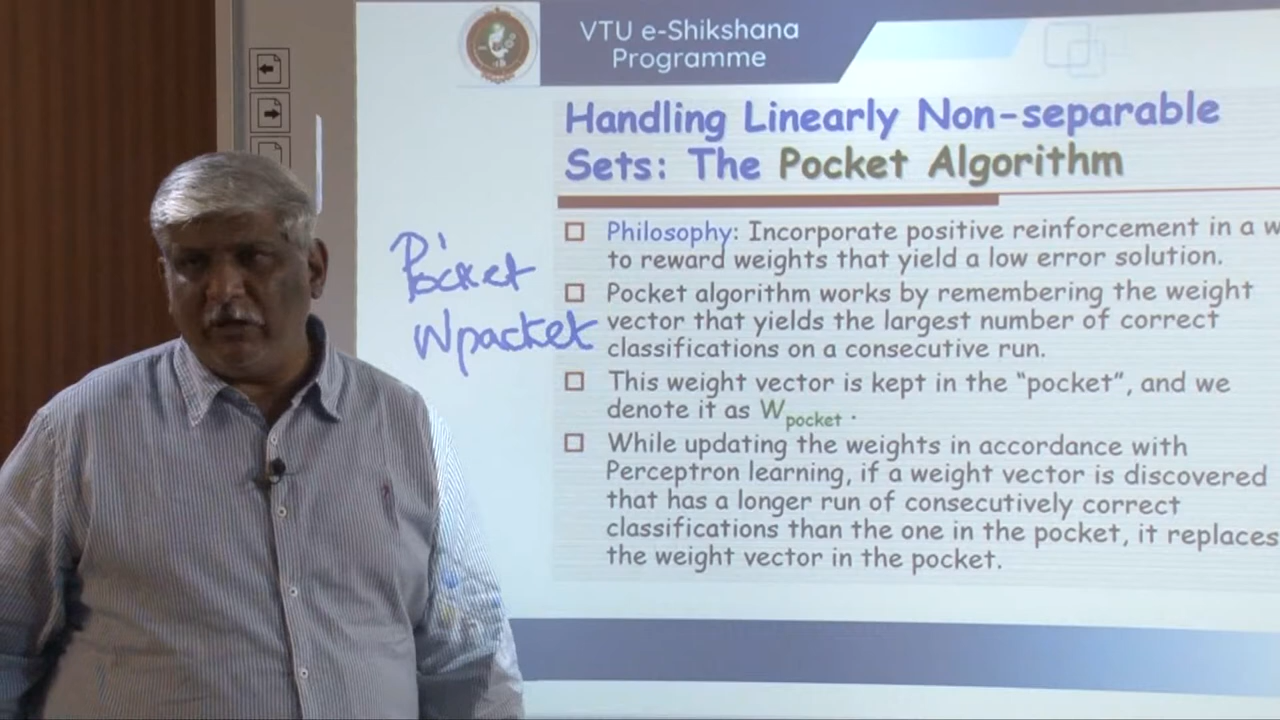 VTU e-Shikshana
Programme
Handling Linearly Non-separable
Sets: The Pocket Algorithm
Philosophy: Incorporate positive reinforcement in a w
to reward weights that yield a low error solution.
Pocket algorithm works by remembering the weight
vector that yields the largest number of correct
classifications on a consecutive run.
This weight vector is kept in the “pocket”, and we
denote it as Wpocket .
While updating the weights in accordance with
Perceptron learning, if a weight vector is discovered
that has a longer run of consecutively correct
classifications than the one in the pocket, it replaces
the weight vector in the pocket.
Pocket
Wpacket